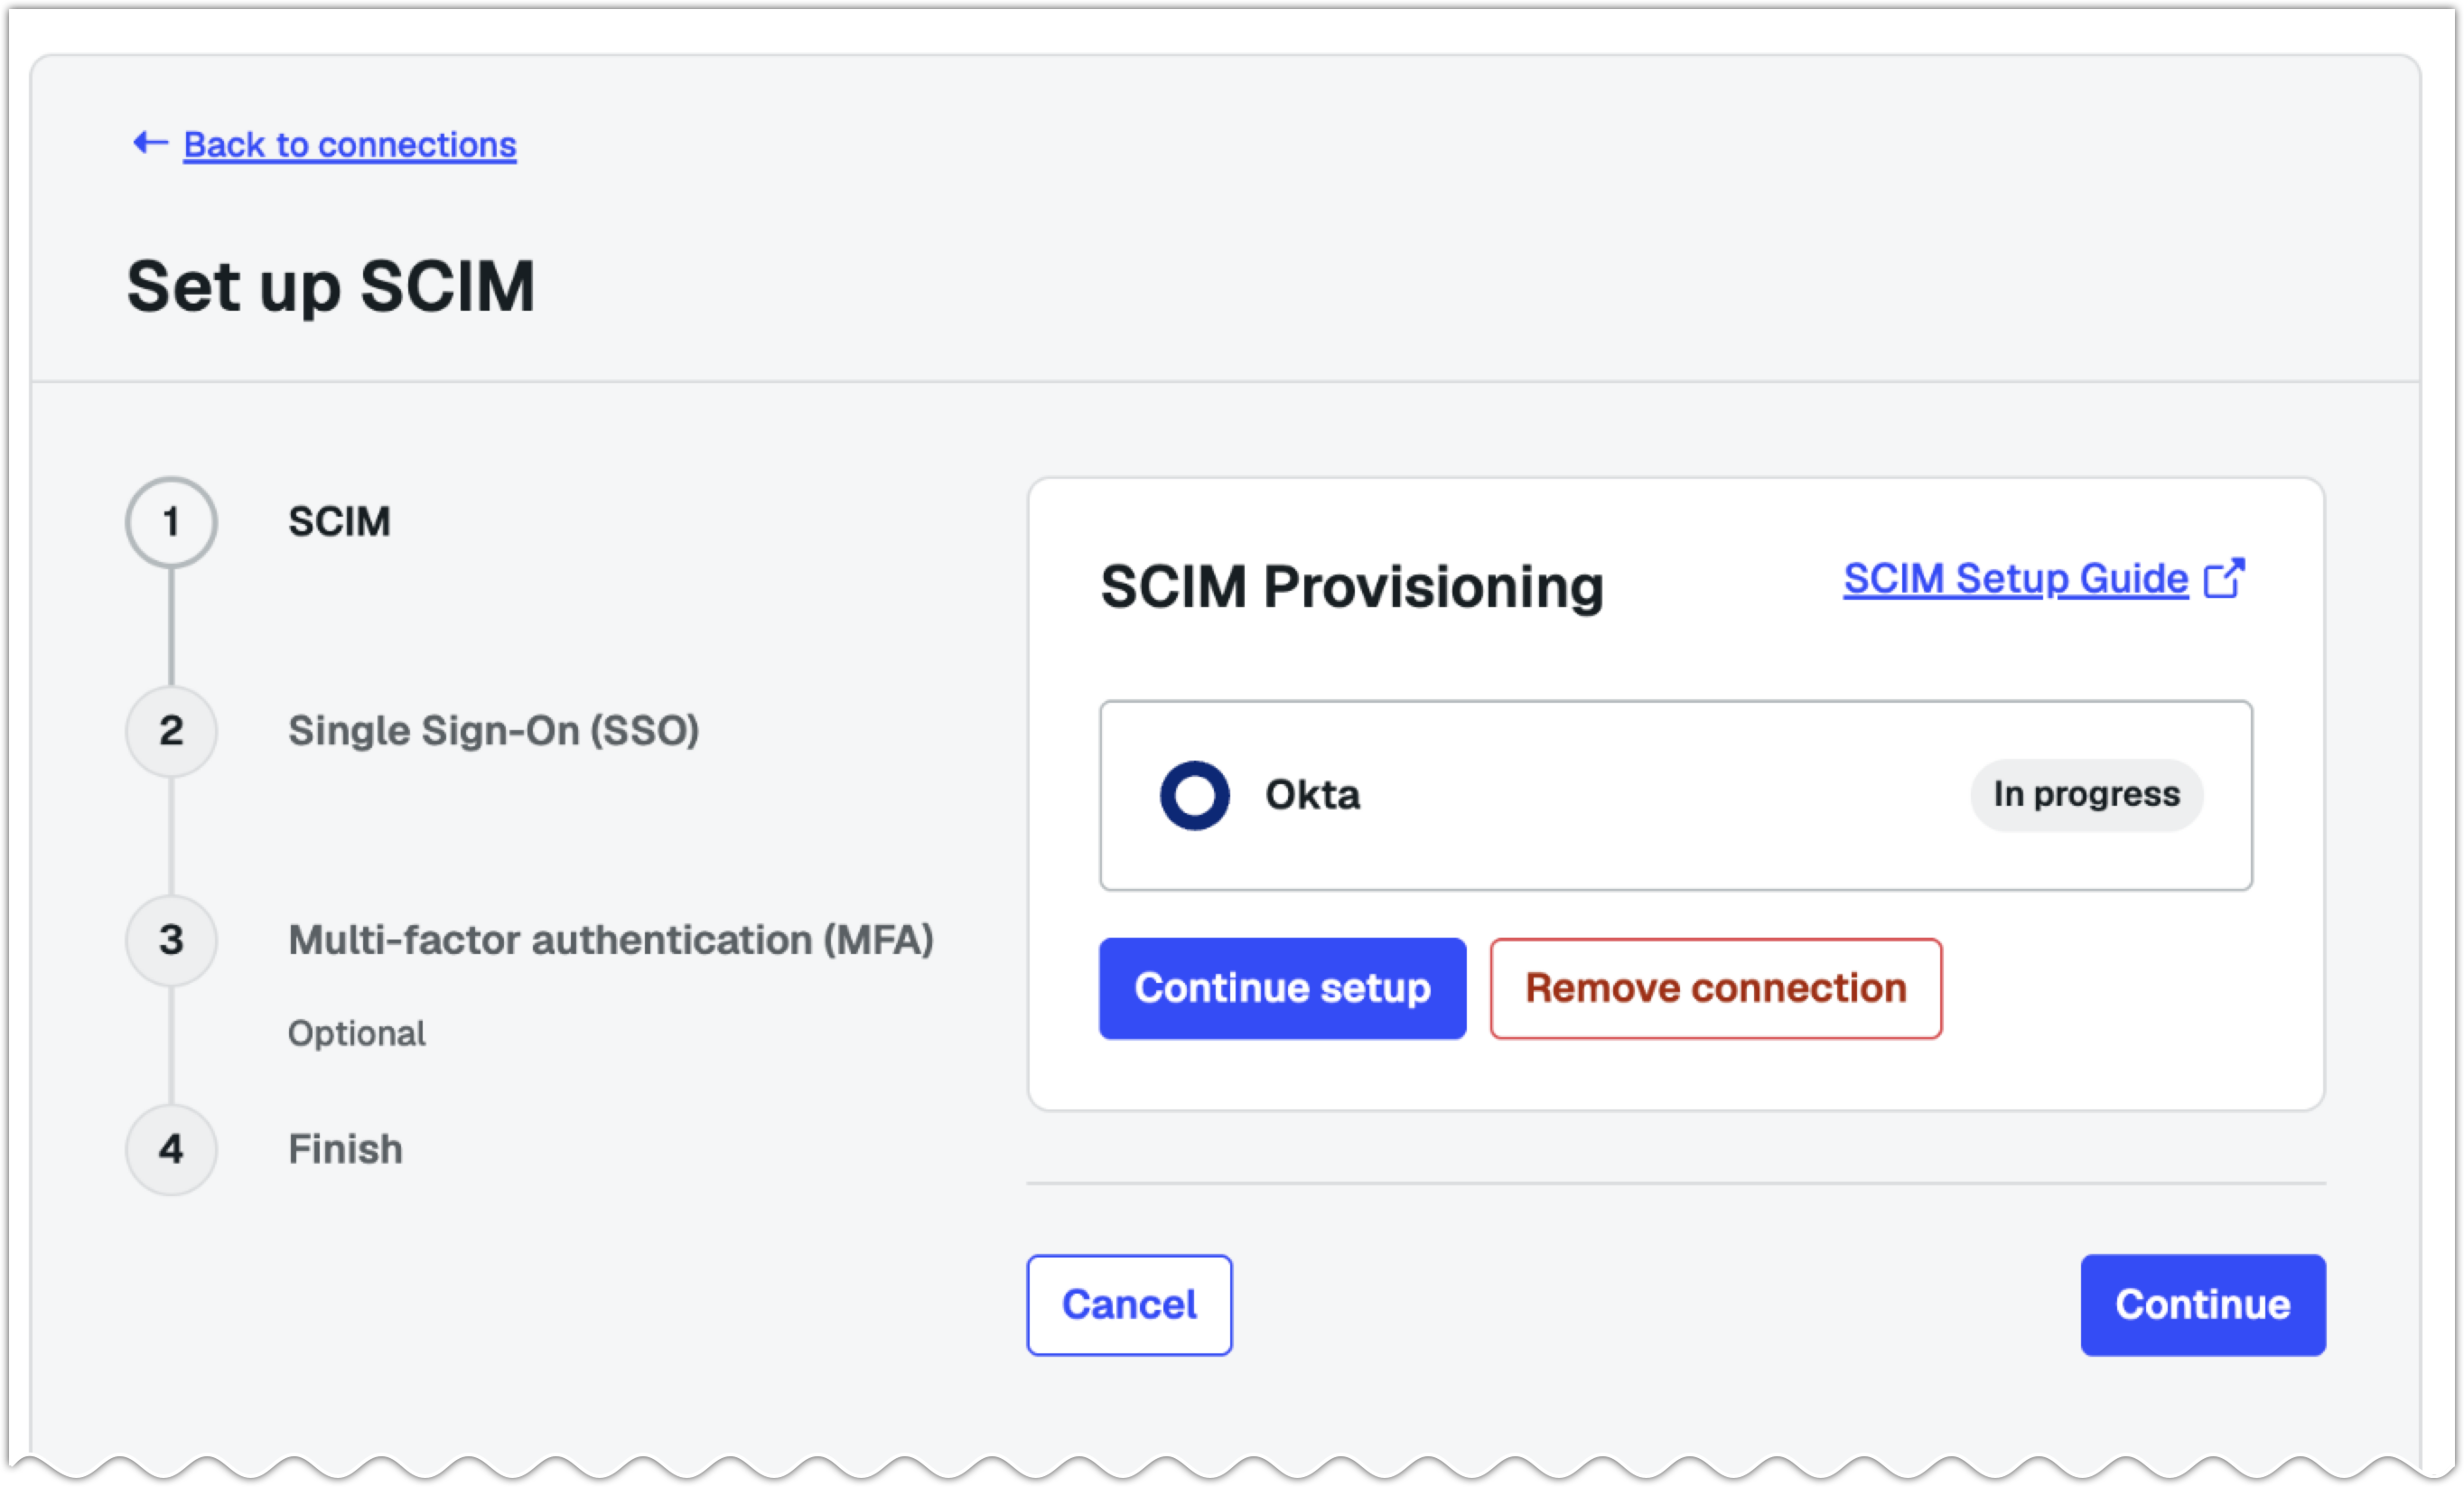 Back to connections
Set up SCIM
1 SCIM
2 Single Sign-On (SSO)
3 Multi-factor authentication (MFA)
Optional
4 Finish
SCIM Provisioning
SCIM Setup Guide
Okta
In progress
Continue setup
Remove connection
Cancel
Continue